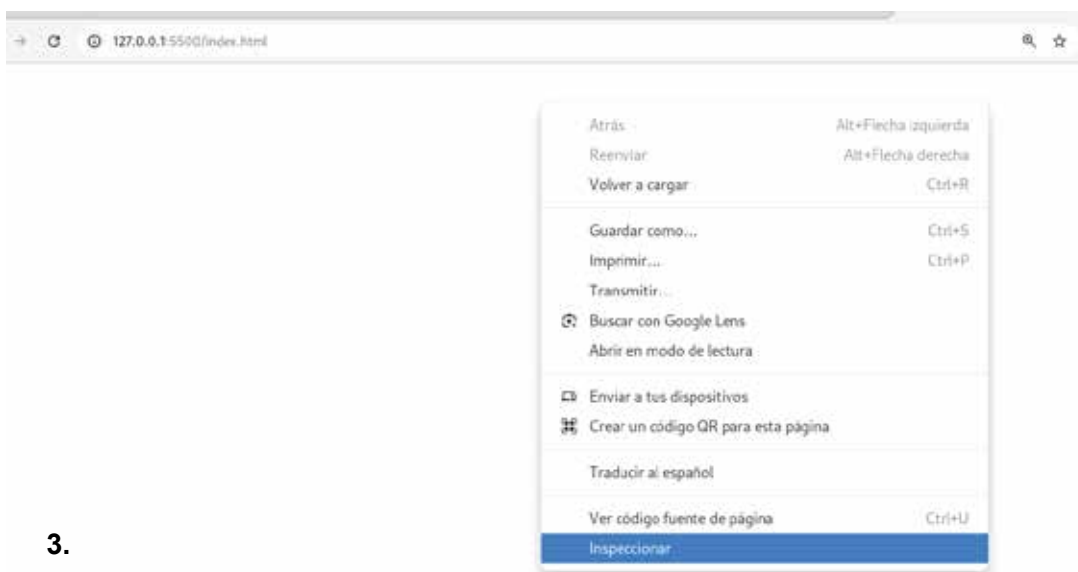 127.0.0.1:5500/index.html
Atrás Alt+Flecha izquierda
Reenviar Alt+Flecha derecha
Volver a cargar Ctrl+R
Guardar como... Ctrl+S
Imprimir... Ctrl+P
Transmitir...
Buscar con Google Lens
Abrir en modo de lectura
Enviar a tus dispositivos
Crear un código QR para esta página
Traducir al español
Ver código fuente de página Ctrl+U
Inspeccionar
3.